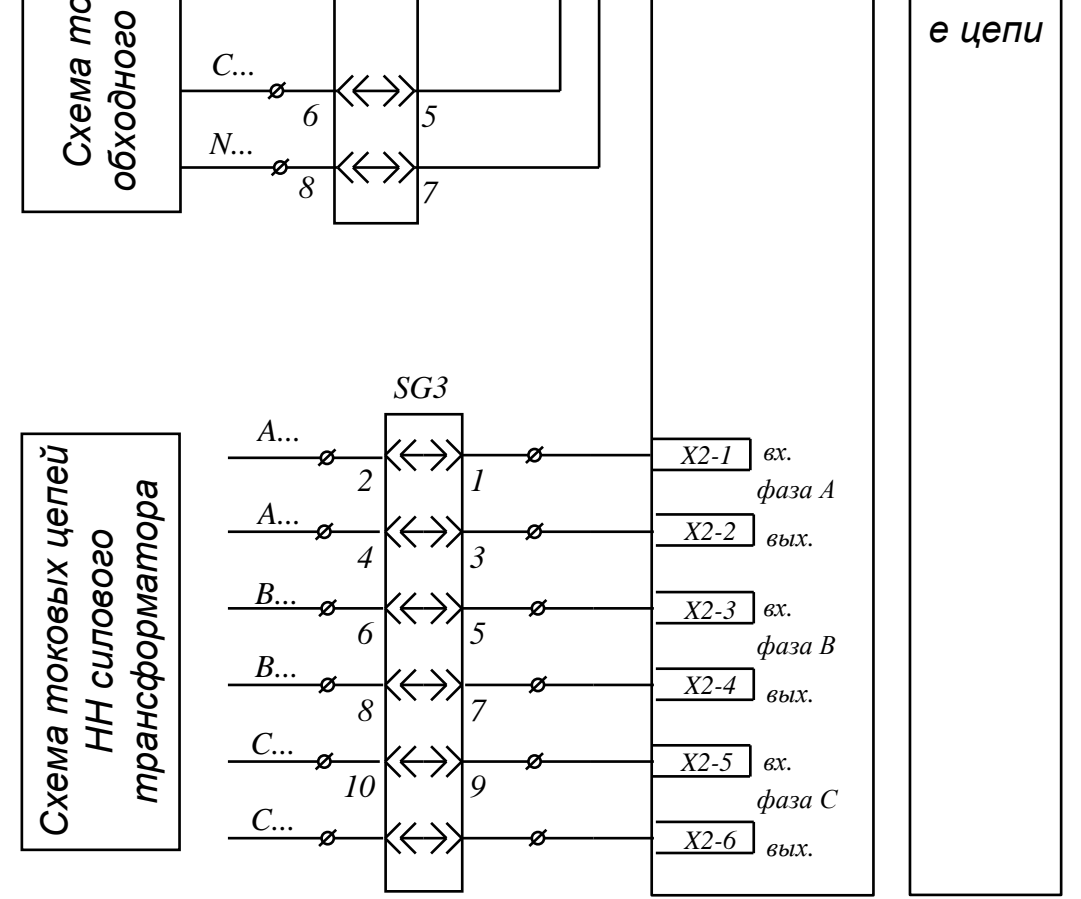 Схема то
обходного
е цепи
C...
6
5
N...
8
7
SG3
Схема токовых цепей
НН силового
трансформатора
A...
2
1
X2-1
вх.
фаза A
A...
4
3
X2-2
вых.
B...
6
5
X2-3
вх.
фаза B
B...
8
7
X2-4
вых.
C...
10
9
X2-5
вх.
фаза C
C...
X2-6
вых.